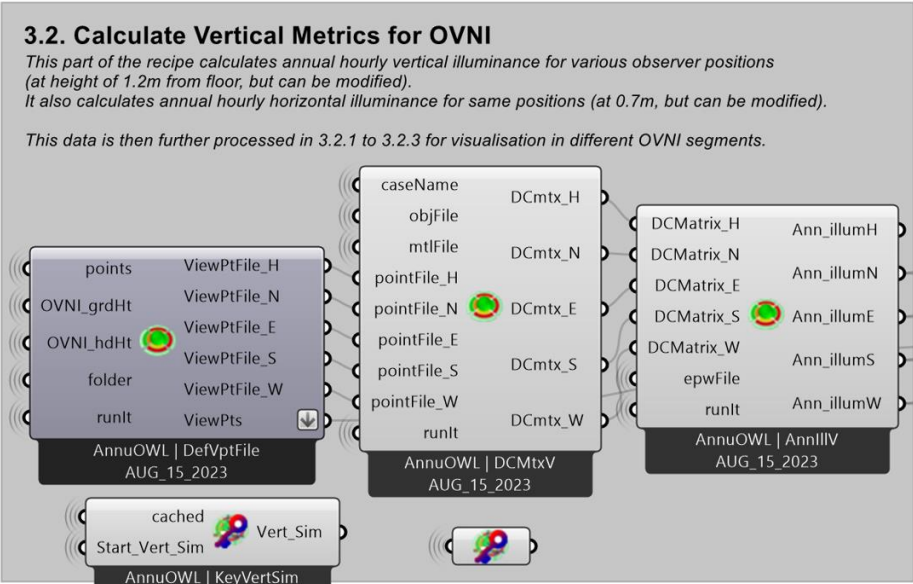 3.2. Calculate Vertical Metrics for OVNI
This part of the recipe calculates annual hourly vertical illuminance for various observer positions
(at height of 1.2m from floor, but can be modified).
It also calculates annual hourly horizontal illuminance for same positions (at 0.7m, but can be modified).
This data is then further processed in 3.2.1 to 3.2.3 for visualisation in different OVNI segments.
points
OVNI_grdHt
OVNI_hdHt
folder
runIt
ViewPtFile_H
ViewPtFile_N
ViewPtFile_E
ViewPtFile_S
ViewPtFile_W
ViewPts
AnnuOWL | DefVptFile
AUG_15_2023
caseName
objFile
mtlFile
pointFile_H
pointFile_N
pointFile_E
pointFile_S
pointFile_W
runIt
DCmtx_H
DCmtx_N
DCmtx_E
DCmtx_S
DCmtx_W
AnnuOWL | DCMtxV
AUG_15_2023
DCMatrix_H
DCMatrix_N
DCMatrix_E
DCMatrix_S
DCMatrix_W
epwFile
runIt
Ann_illumH
Ann_illumN
Ann_illumE
Ann_illumS
Ann_illumW
AnnuOWL | AnnIllV
AUG_15_2023
cached
Start_Vert_Sim
Vert_Sim
AnnuOWL | KeyVertSim